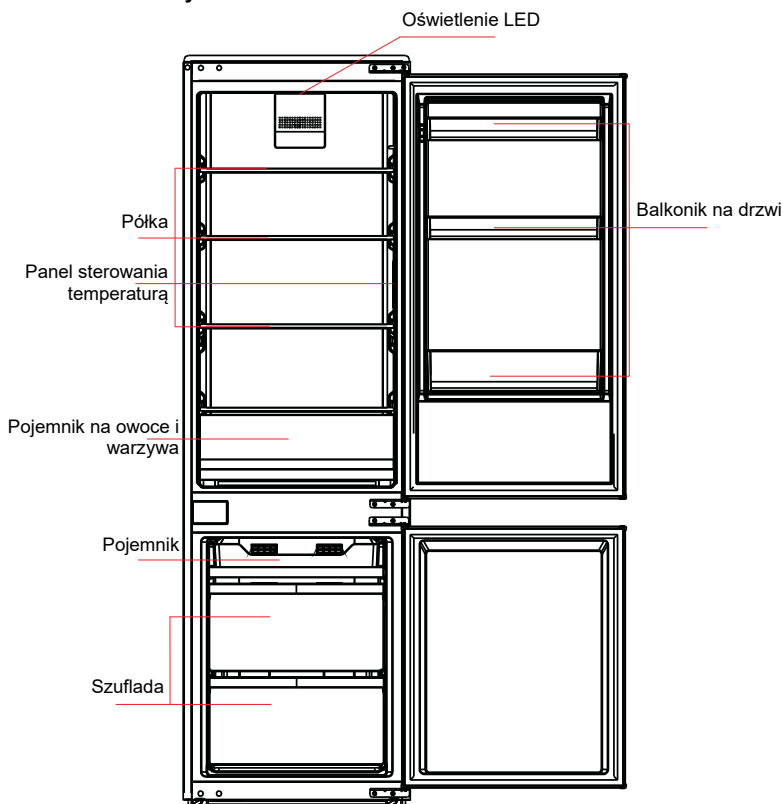 Oświetlenie LED
Półka
Balkonik na drzwi
Panel sterowania
temperaturą
Pojemnik na owoce i
warzywa
Pojemnik
Szuflada